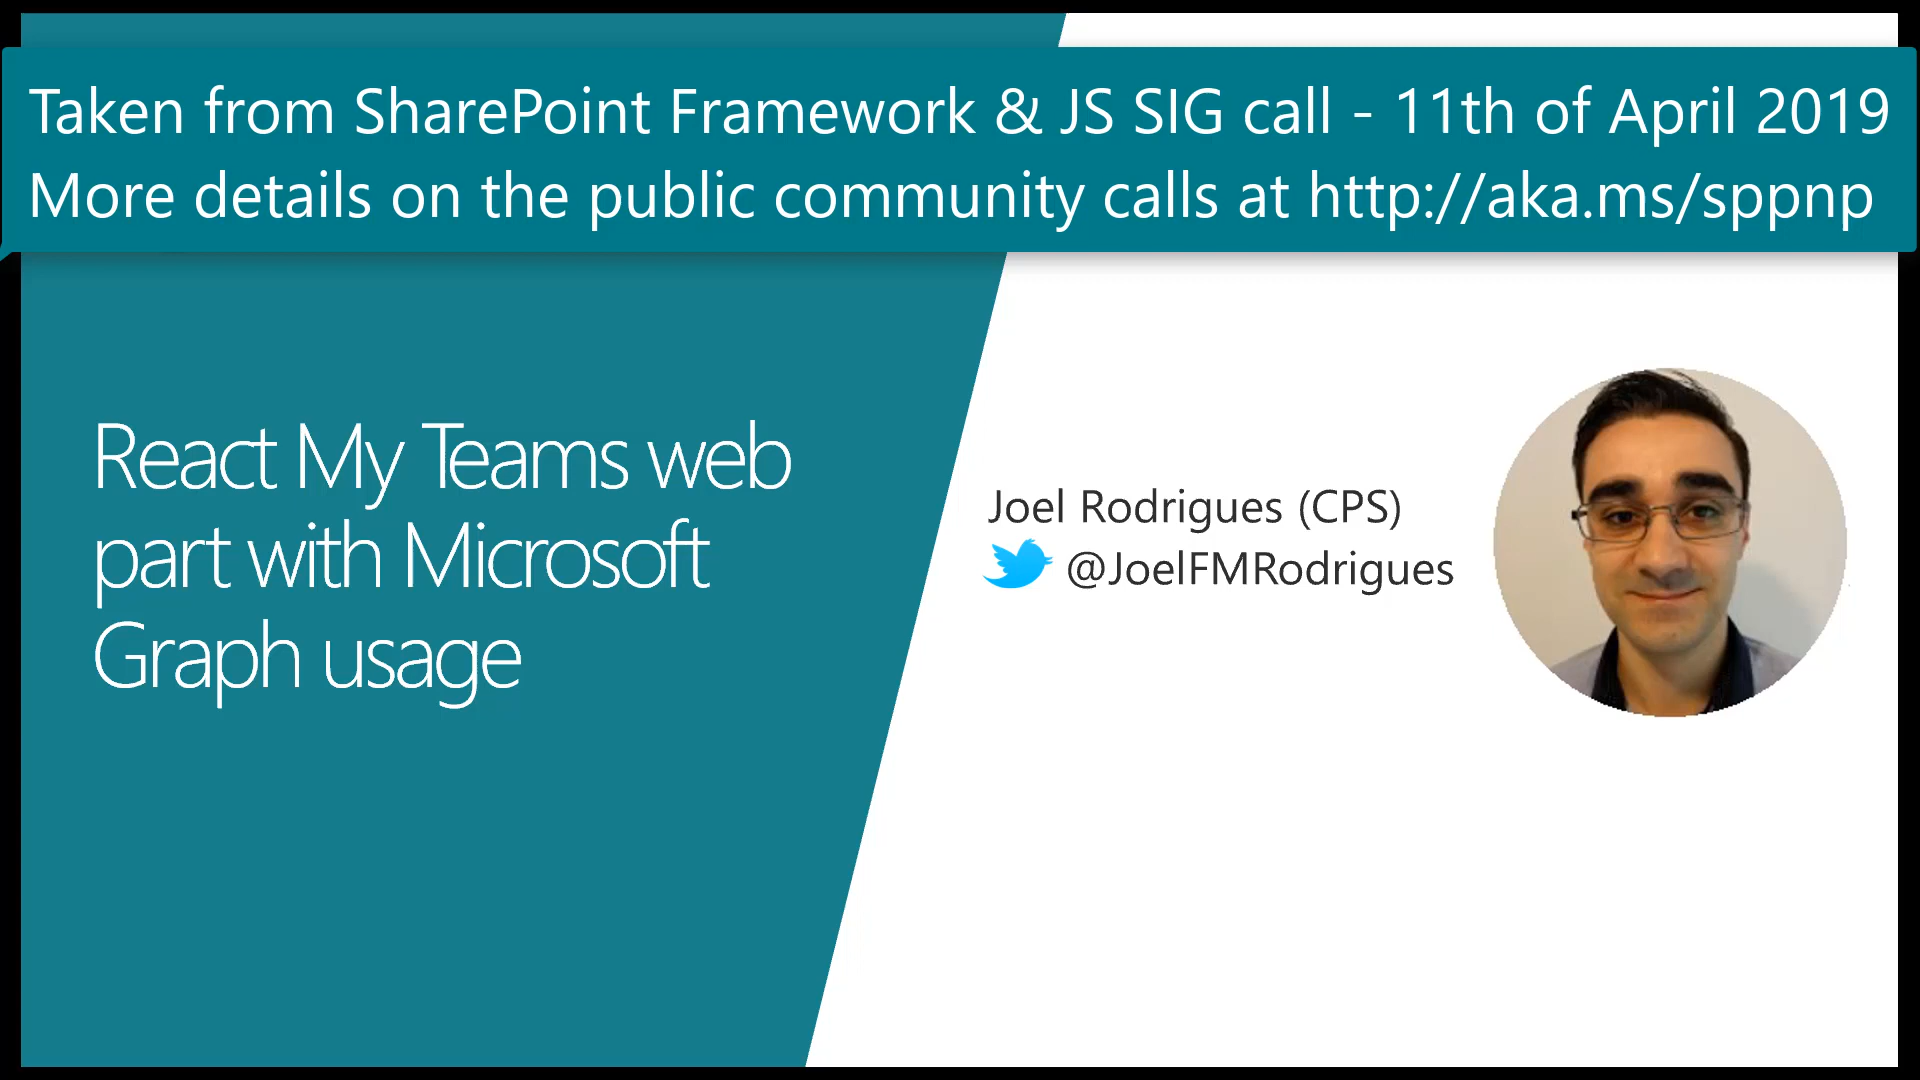 Taken from SharePoint Framework & JS SIG call - 11th of April 2019
More details on the public community calls at http://aka.ms/sppnp
React My Teams web
part with Microsoft
Graph usage
Joel Rodrigues (CPS)
@JoelFMRodrigues